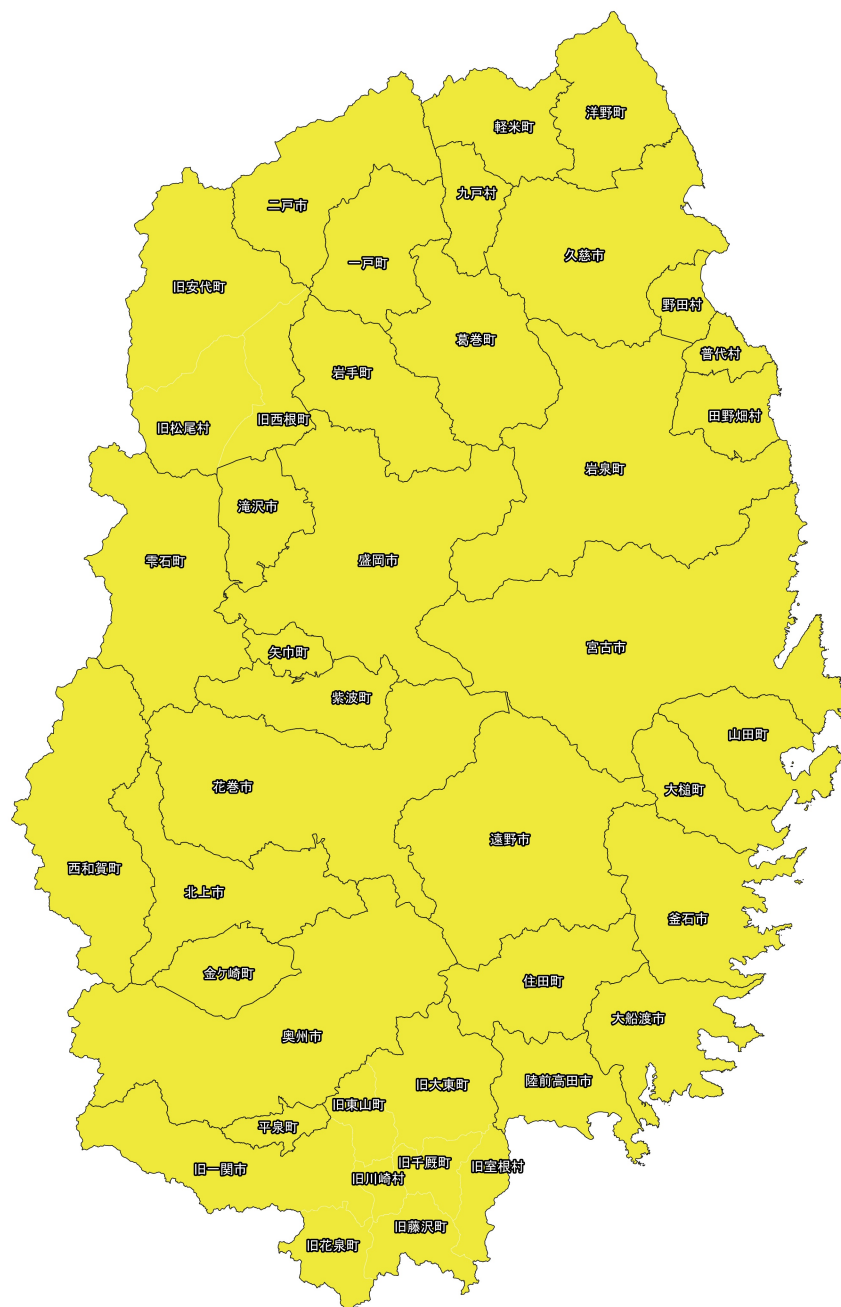 洋野町
軽米町
九戸村
二戸市
久慈市
一戸町
旧安代町
野田村
葛巻町
普代村
岩手町
田野畑村
旧西根町
旧松尾村
岩泉町
滝沢市
雫石町
盛岡市
宮古市
矢巾町
紫波町
山田町
花巻市
大槌町
遠野市
西和賀町
北上市
釜石市
金ケ崎町
住田町
大船渡市
奥州市
陸前高田市
旧大東町
旧東山町
平泉町
旧千厩町
旧室根村
旧一関市
旧川崎村
旧藤沢町
旧花泉町